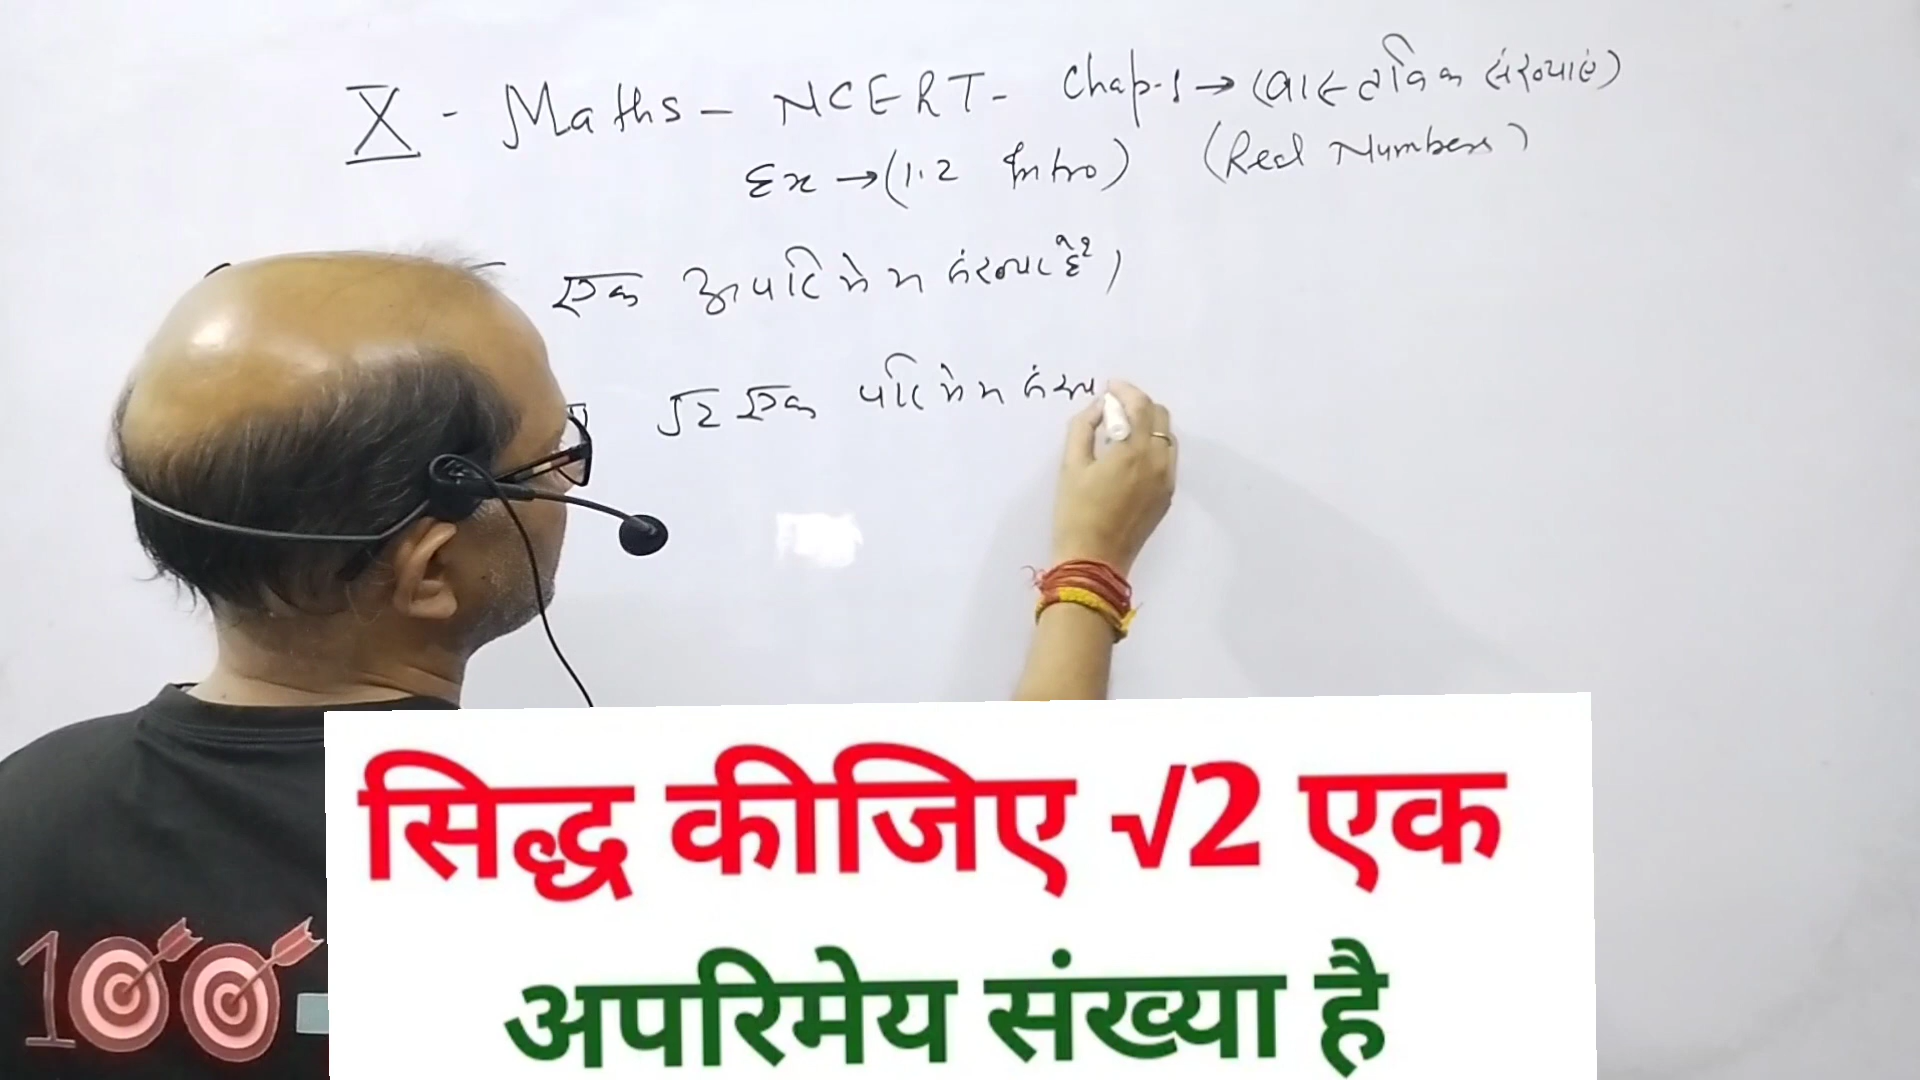 X - Maths - NCERT - Chap-1 → (वास्तविक संख्याएं)
Ex → (1.2 Intro) (Real Numbers)
एक अपरिमेय संख्या है।
√2 एक परिमेय संख्या
सिद्ध कीजिए √2 एक
अपरिमेय संख्या है
100